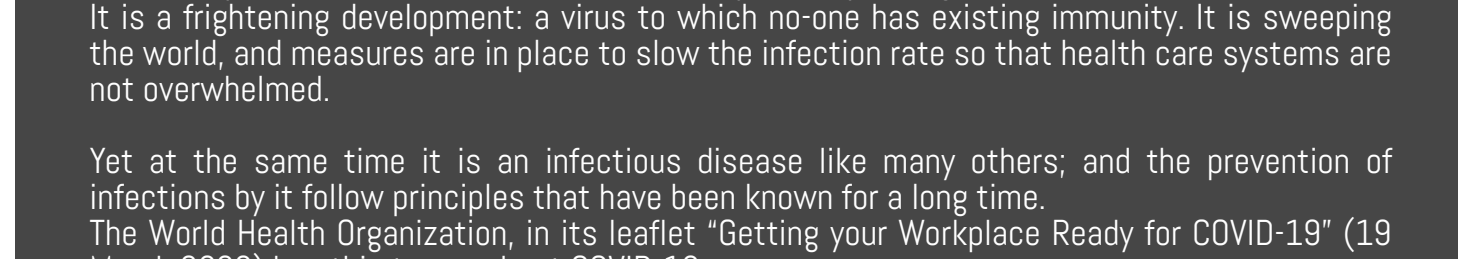 It is a frightening development: a virus to which no-one has existing immunity. It is sweeping
the world, and measures are in place to slow the infection rate so that health care systems are
not overwhelmed.
Yet at the same time it is an infectious disease like many others; and the prevention of
infections by it follow principles that have been known for a long time.
The World Health Organization, in its leaflet “Getting your Workplace Ready for COVID-19” (19